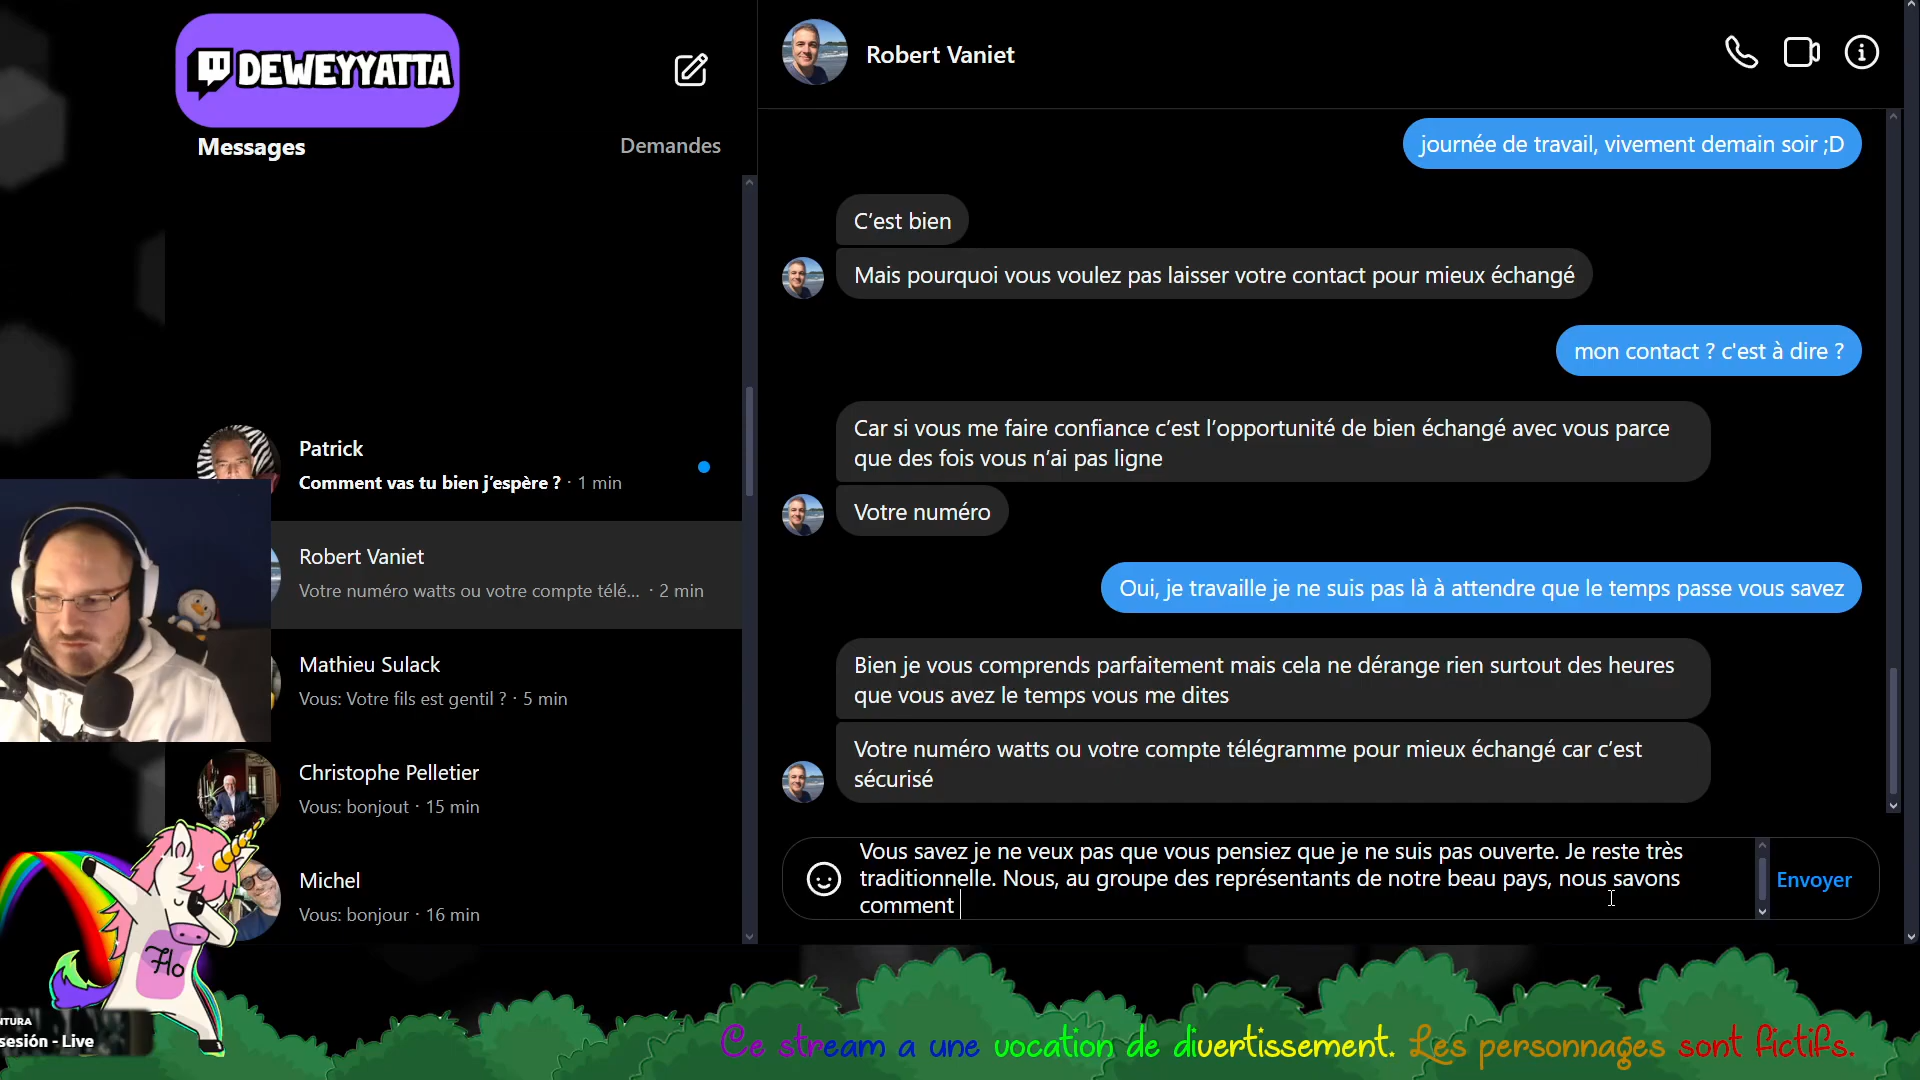 DEWEYYATTA
Messages
Demandes
Patrick
Comment vas tu bien j’espère ? · 1 min
Robert Vaniet
Votre numéro watts ou votre compte télé... · 2 min
Mathieu Sulack
Vous: Votre fils est gentil ? · 5 min
Christophe Pelletier
Vous: bonjout · 15 min
Michel
Vous: bonjour · 16 min
Robert Vaniet
journée de travail, vivement demain soir ;D
C’est bien
Mais pourquoi vous voulez pas laisser votre contact pour mieux échangé
mon contact ? c'est à dire ?
Car si vous me faire confiance c’est l’opportunité de bien échangé avec vous parce
que des fois vous n’ai pas ligne
Votre numéro
Oui, je travaille je ne suis pas là à attendre que le temps passe vous savez
Bien je vous comprends parfaitement mais cela ne dérange rien surtout des heures
que vous avez le temps vous me dites
Votre numéro watts ou votre compte télégramme pour mieux échangé car c’est
sécurisé
Vous savez je ne veux pas que vous pensiez que je ne suis pas ouverte. Je reste très
traditionnelle. Nous, au groupe des représentants de notre beau pays, nous savons
comment
Envoyer
Flo
NTURA
sesión - Live
Ce stream a une vocation de divertissement. Les personnages sont fictifs.